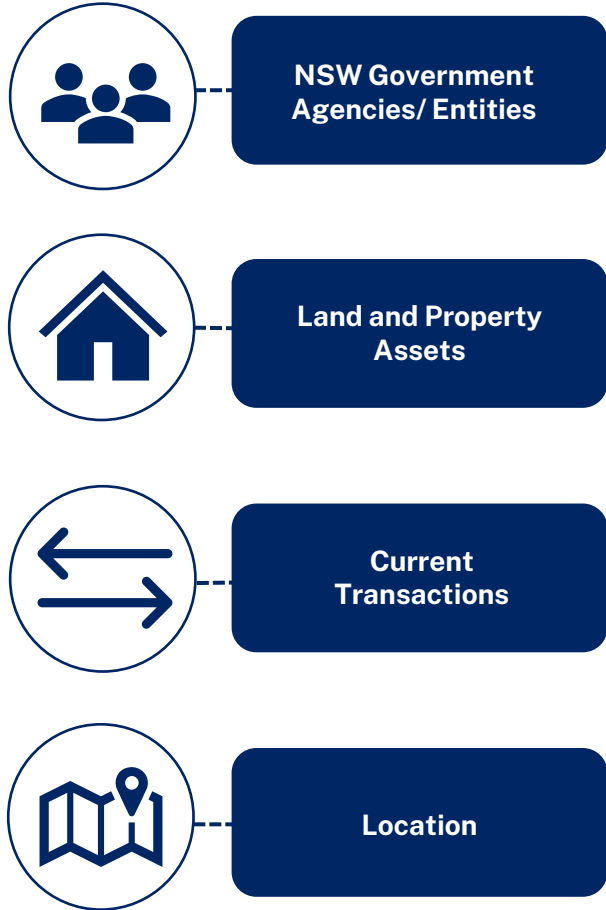 NSW Government
Agencies/ Entities
Land and Property
Assets
Current
Transactions
Location